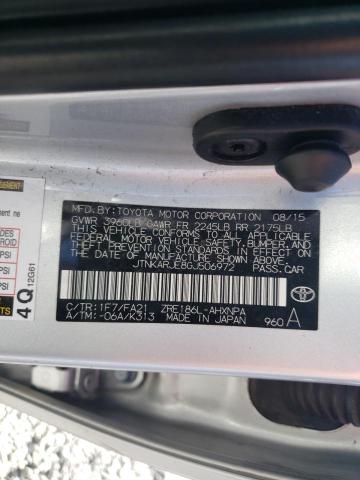 MFD. BY: TOYOTA MOTOR CORPORATION 08/15
GVWR 3960LB GAWR FR 2245LB RR 2175LB
THIS VEHICLE CONFORMS TO ALL APPLICABLE
FEDERAL MOTOR VEHICLE SAFETY, BUMPER, AND
THEFT PREVENTION STANDARDS IN EFFECT ON
THE DATE OF MANUFACTURE SHOWN ABOVE.
JTNKARJE8GJ506972 PASS. CAR
C/TR: 1F7/FA21 ZRE186L-AHXNPA
A/TM: -06A/K313 MADE IN JAPAN 960 A
TOYOTA
4Q
12G61